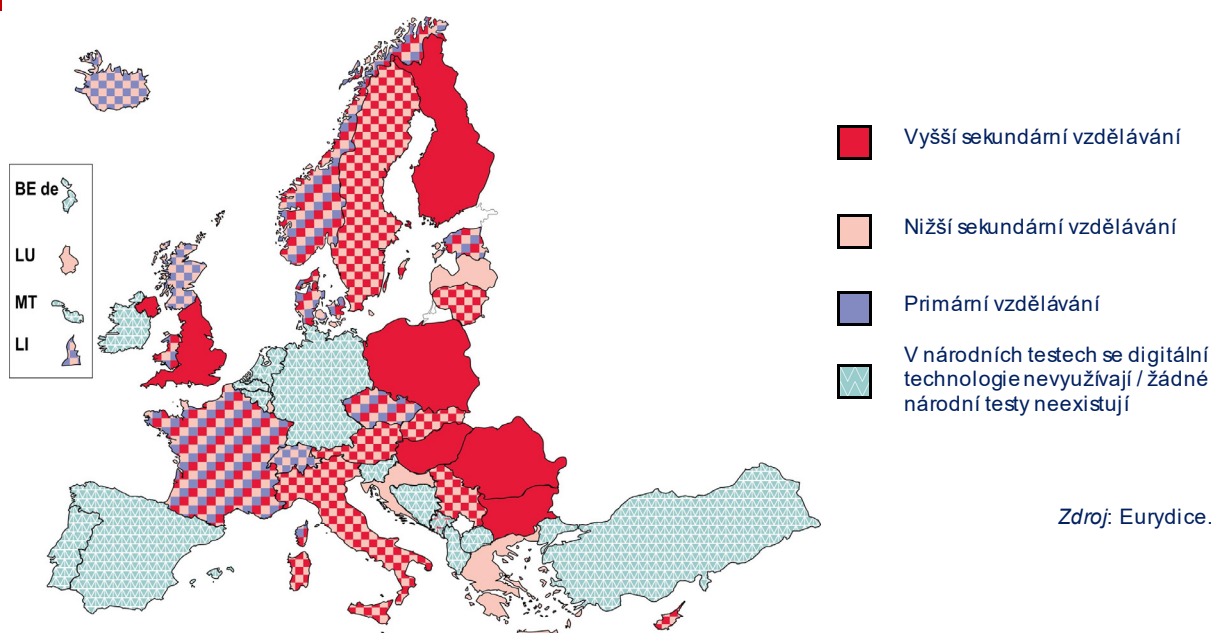 BE de
LU
MT
LI
Vyšší sekundární vzdělávání
Nižší sekundární vzdělávání
Primární vzdělávání
V národních testech se digitální
technologie nevyužívají / žádné
národní testy neexistují
Zdroj: Eurydice.